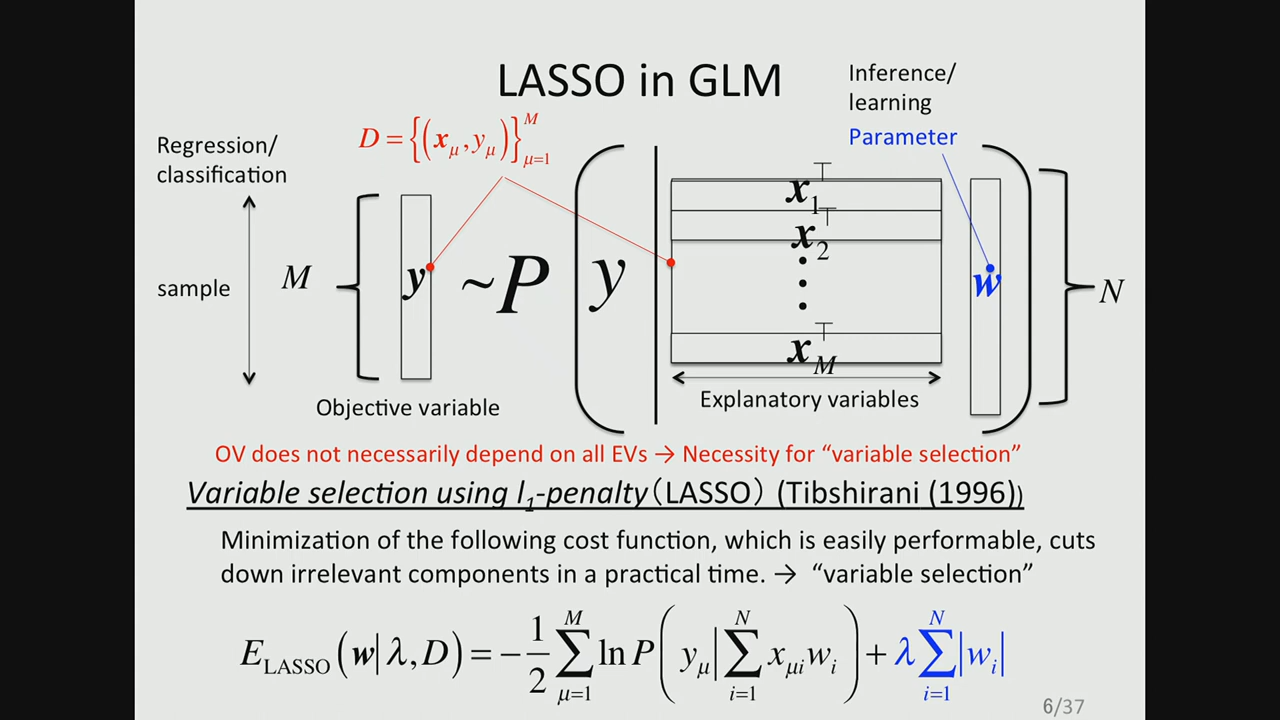 LASSO in GLM
Inference/
learning
Parameter
Regression/
classification
D = {(x_μ, y_μ)}_{μ=1}^{M}
sample
M
y ~ P ( y | x_1^⊤
x_2^⊤
⋮
x_M^⊤
w )
N
Objective variable
Explanatory variables
OV does not necessarily depend on all EVs → Necessity for “variable selection”
Variable selection using l_1-penalty（LASSO） (Tibshirani (1996))
Minimization of the following cost function, which is easily performable, cuts
down irrelevant components in a practical time. → “variable selection”
E_LASSO (w| λ, D) = −1/2 ∑_{μ=1}^{M} ln P ( y_μ | ∑_{i=1}^{N} x_{μi} w_i ) + λ ∑_{i=1}^{N} |w_i|
6/37